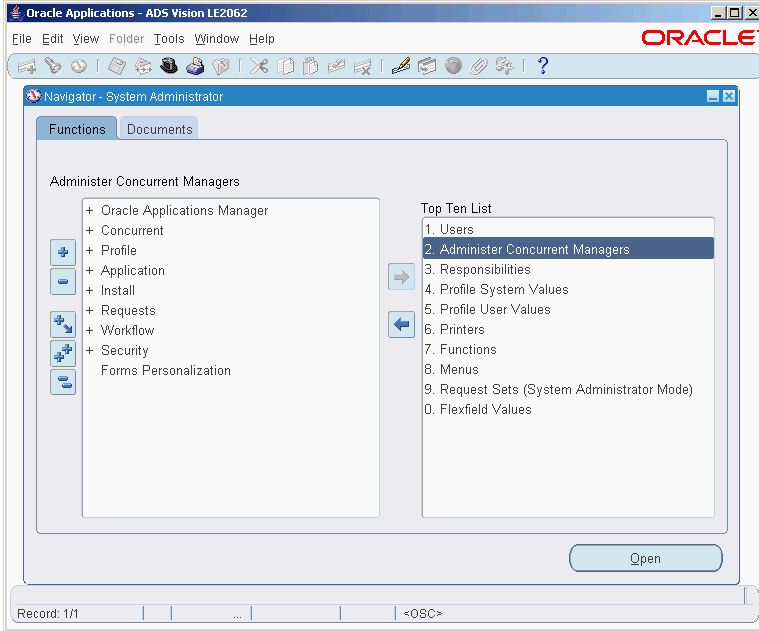 Oracle Applications - ADS Vision LE2062
File Edit View Folder Tools Window Help
ORACLE
?
Navigator - System Administrator
Functions Documents
Administer Concurrent Managers
+ Oracle Applications Manager
+ Concurrent
+ Profile
+ Application
+ Install
+ Requests
+ Workflow
+ Security
Forms Personalization
Top Ten List
1. Users
2. Administer Concurrent Managers
3. Responsibilities
4. Profile System Values
5. Profile User Values
6. Printers
7. Functions
8. Menus
9. Request Sets (System Administrator Mode)
0. Flexfield Values
Open
Record: 1/1 ... <OSC>